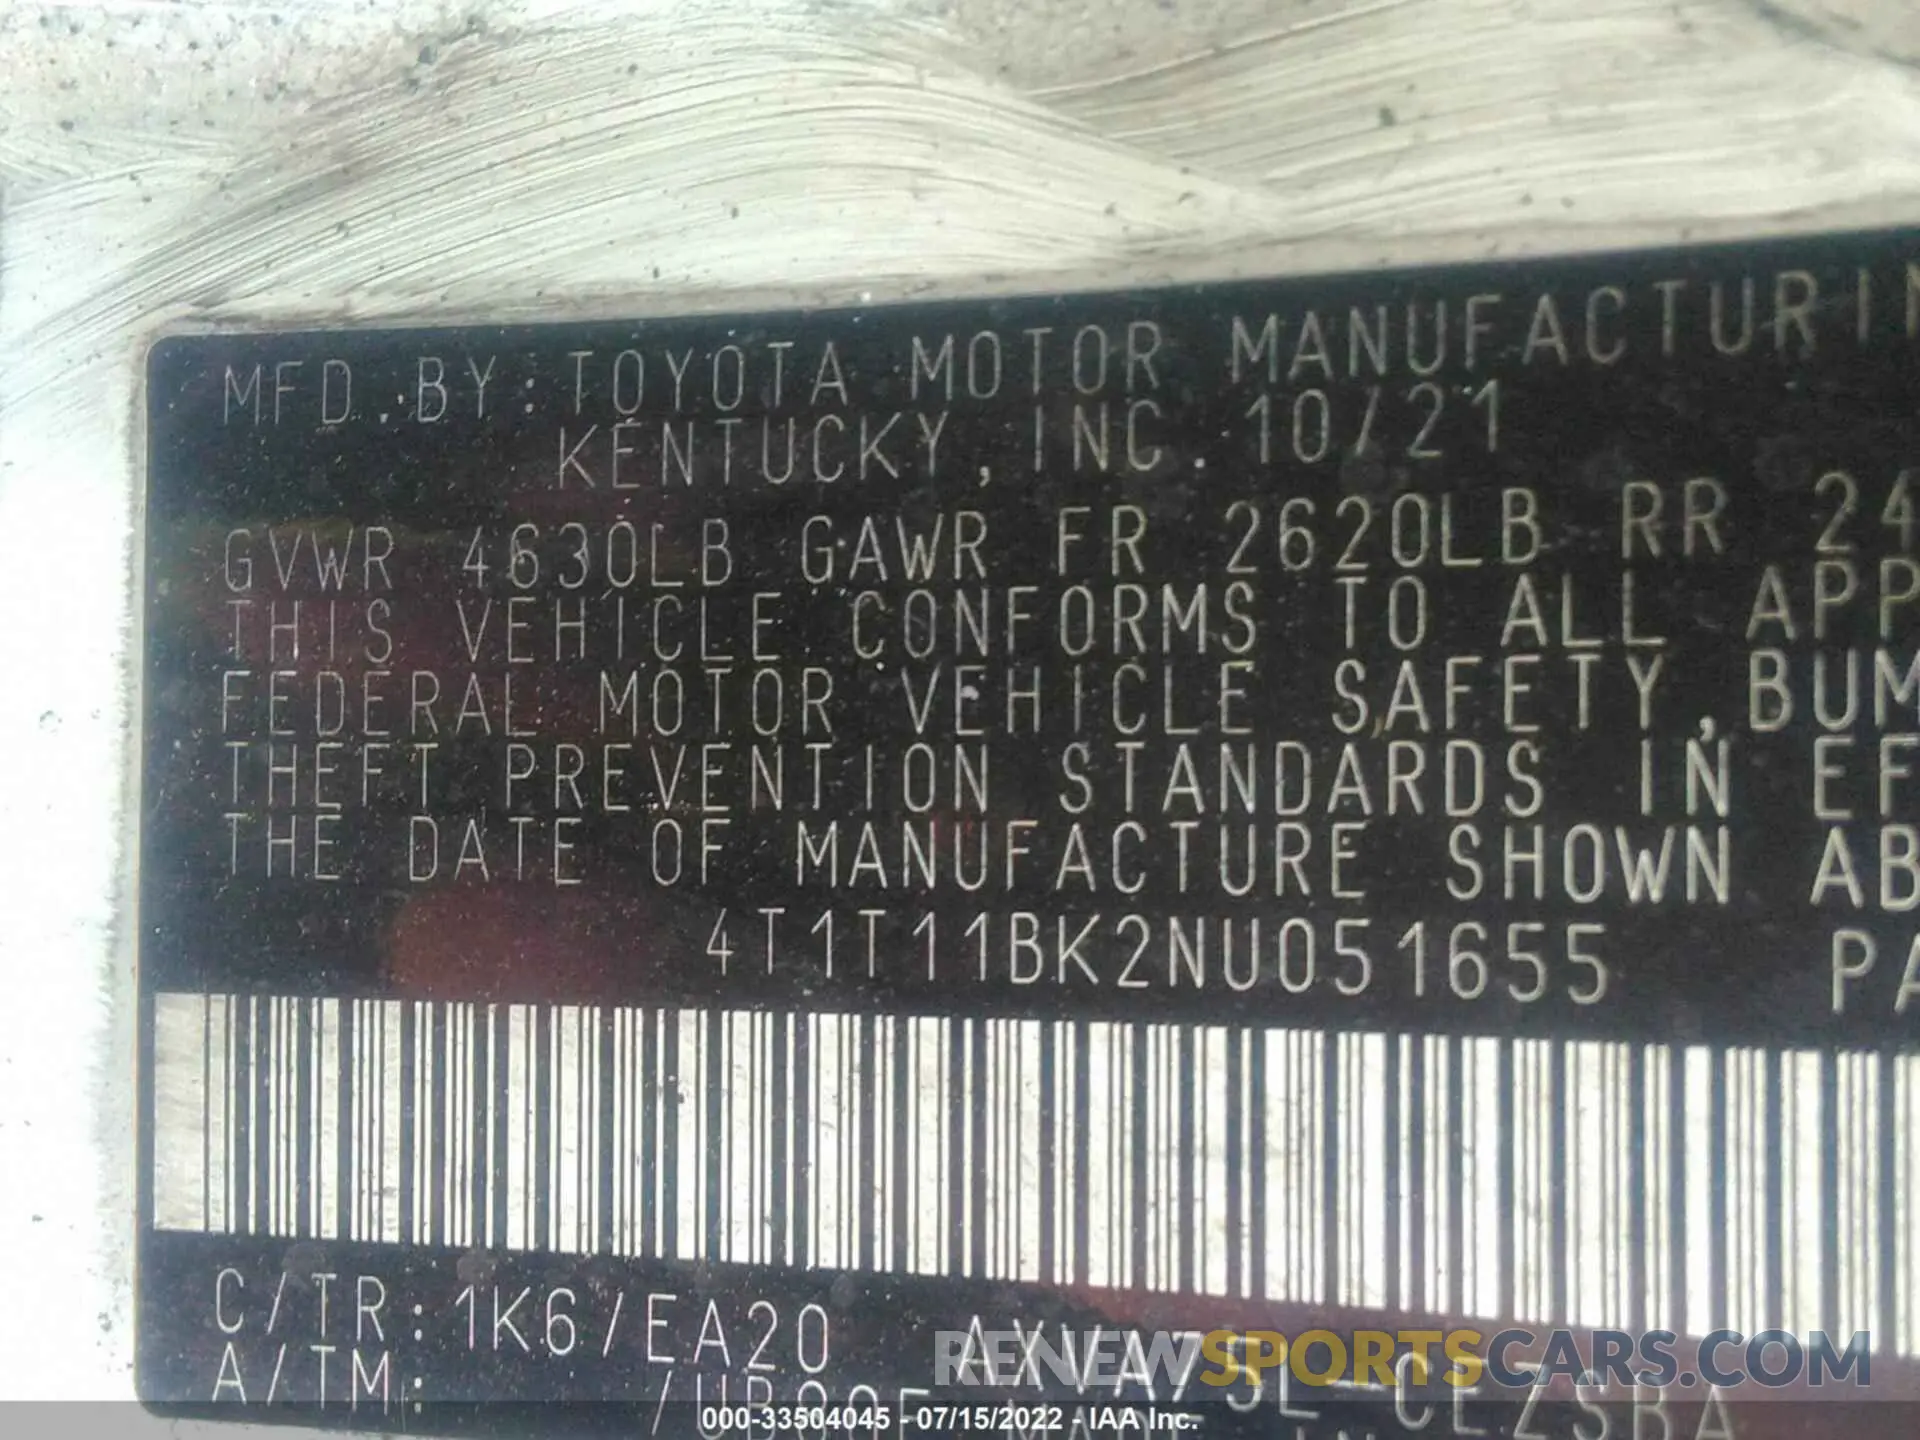 MFD. BY: TOYOTA MOTOR MANUFACTURIN
KENTUCKY, INC. 10/21
GVWR 4630LB GAWR FR 2620LB RR 24
THIS VEHICLE CONFORMS TO ALL APP
FEDERAL MOTOR VEHICLE SAFETY, BUM
THEFT PREVENTION STANDARDS IN EF
THE DATE OF MANUFACTURE SHOWN AB
4T1T11BK2NU051655 PA
C/TR: 1K6/EA20 AXVA75L-CEZSBA
A/TM:
RENEWSPORTSCARS.COM
000-33504045 - 07/15/2022 - IAA Inc.